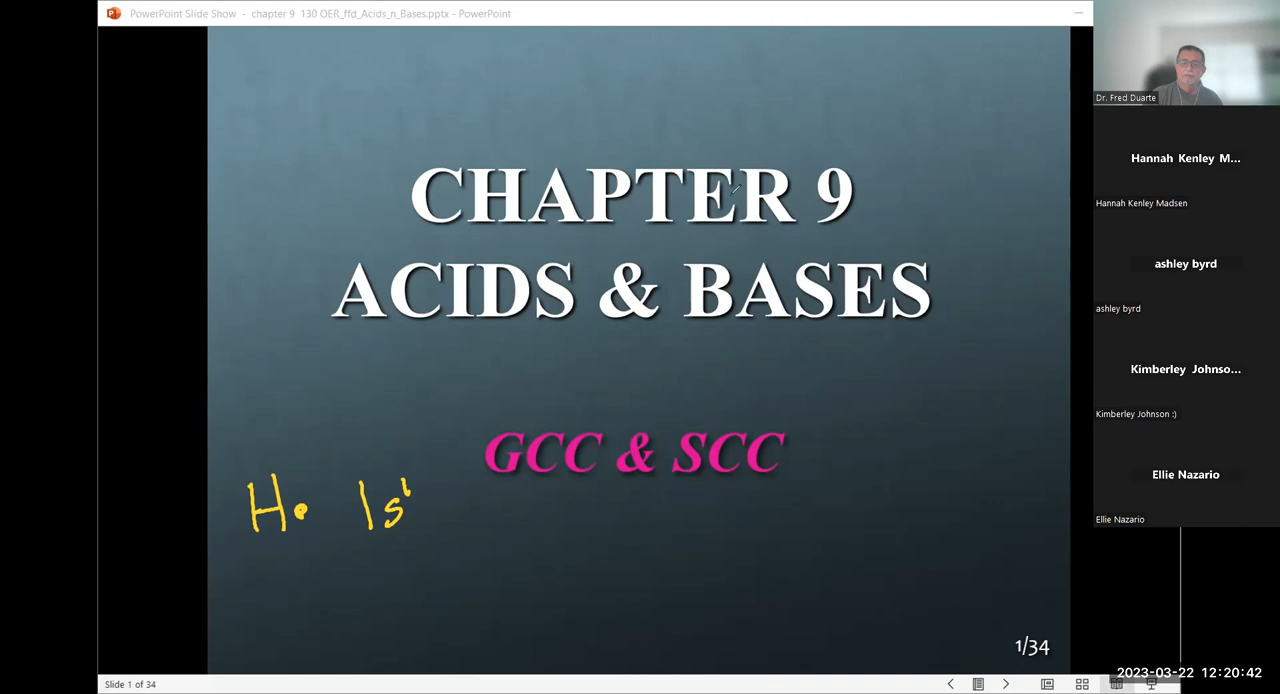 PowerPoint Slide Show - chapter 9 130 OER_ffd_Acids_n_Bases.pptx - PowerPoint
CHAPTER 9
ACIDS & BASES
GCC & SCC
H• 1s¹
1/34
Slide 1 of 34
Dr. Fred Duarte
Hannah Kenley M...
Hannah Kenley Madsen
ashley byrd
ashley byrd
Kimberley Johnso...
Kimberley Johnson :)
Ellie Nazario
Ellie Nazario
2023-03-22 12:20:42